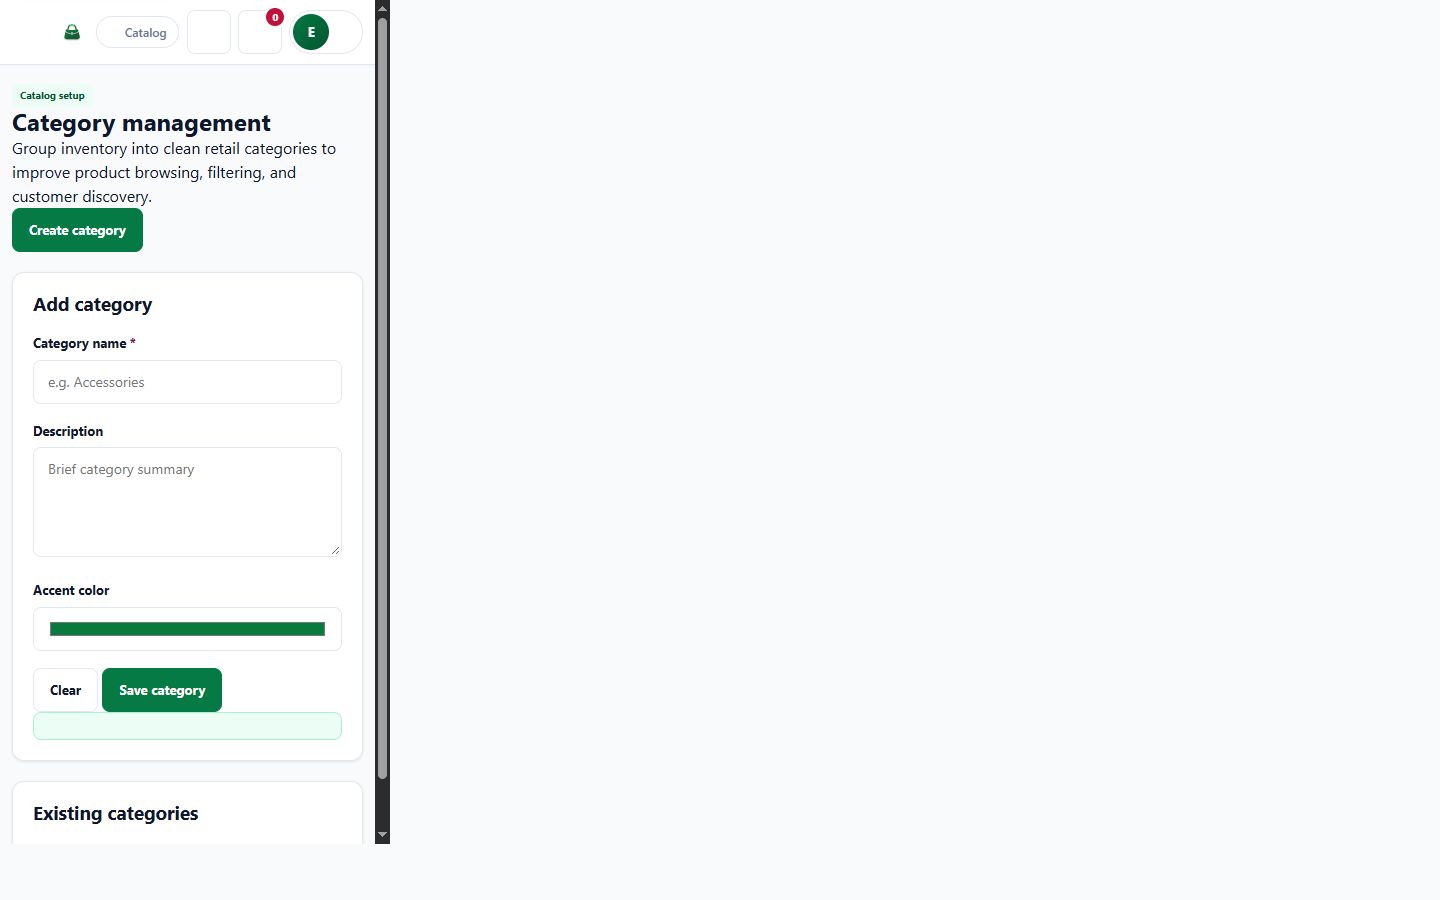 Catalog
0
E
Catalog setup
Category management
Group inventory into clean retail categories to
improve product browsing, filtering, and
customer discovery.
Create category
Add category
Category name *
e.g. Accessories
Description
Brief category summary
Accent color
Clear
Save category
Existing categories